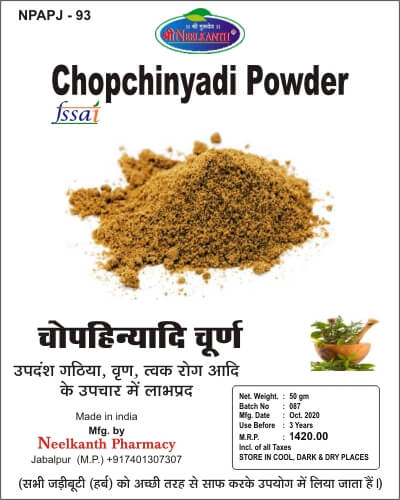 NPAPJ - 93
श्री गुरूदेव
श्री NEELKANTH ®
Chopchinyadi Powder
fssai
चोपहिन्यादि चूर्ण
उपदंश गठिया, वृण, त्वक रोग आदि
के उपचार में लाभप्रद
Made in india
Mfg. by
Neelkanth Pharmacy
Jabalpur (M.P.) +917401307307
Net. Weight. : 50 gm
Batch No : 087
Mfg. Date : Oct. 2020
Use Before : 3 Years
M.R.P. : 1420.00
Incl. of all Taxes
STORE IN COOL, DARK & DRY PLACES
(सभी जड़ीबूटी (हर्ब) को अच्छी तरह से साफ करके उपयोग में लिया जाता हैं।)